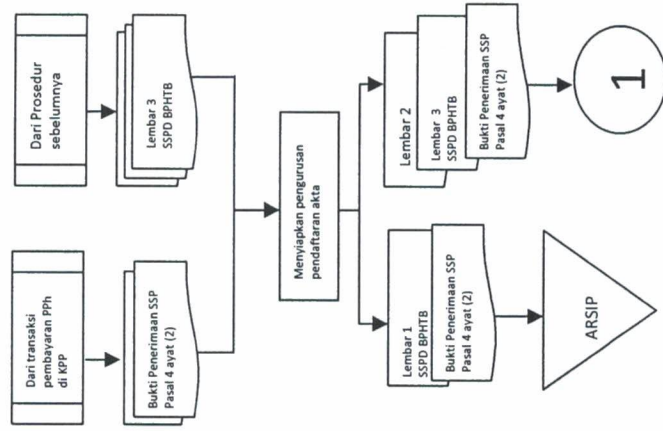 Dari transaksi
pembayaran PPh
di KPP
Dari Prosedur
sebelumnya
Bukti Penerimaan SSP
Pasal 4 ayat (2)
Lembar 3
SSPD BPHTB
Menyiapkan pengurusan
pendaftaran akta
Lembar 1
SSPD BPHTB
Bukti Penerimaan SSP
Pasal 4 ayat (2)
Lembar 2
Lembar 3
SSPD BPHTB
Bukti Penerimaan SSP
Pasal 4 ayat (2)
ARSIP
1